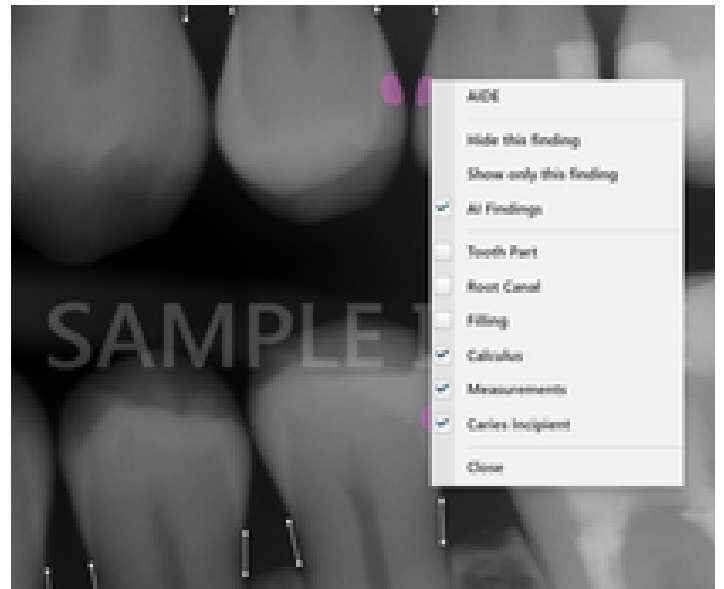 AIDE
Hide this finding
Show only this finding
AI Findings
Tooth Part
Root Canal
Filling
SAMPLE
Calculus
Measurements
Caries Incipient
Close